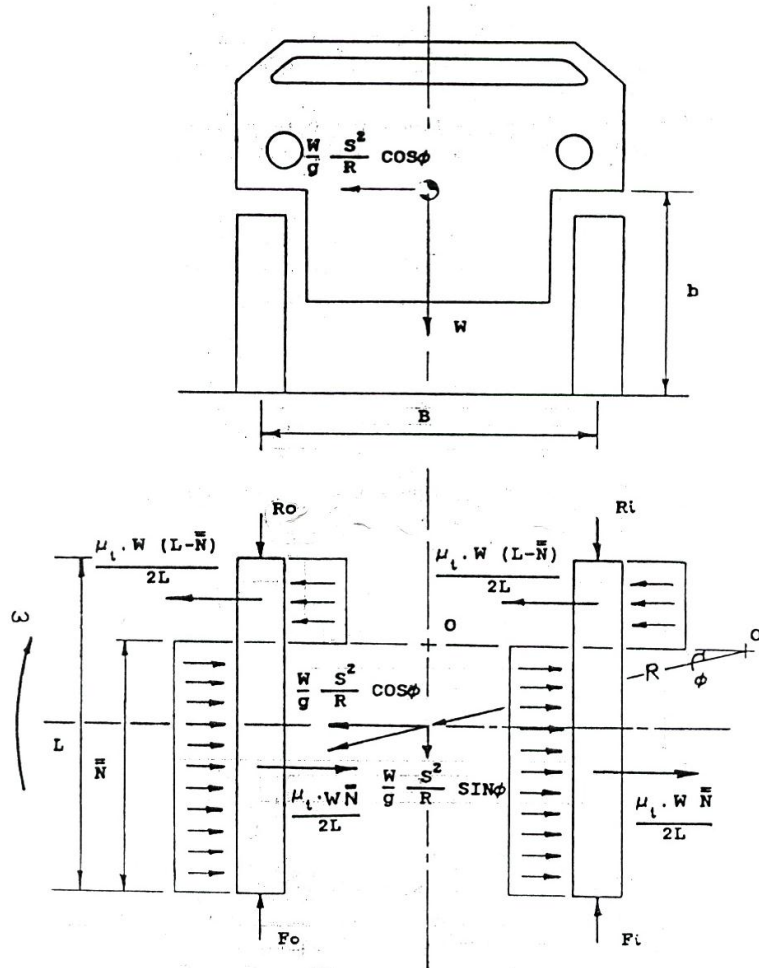 W/g S²/R COSφ
b
W
B
Ro
Ri
μₜ.W (L-N̿)/2L
μₜ.W (L-N̿)/2L
ω
O
C
R
φ
W/g S²/R COSφ
L
N̿
μₜ.W N̿/2L
W/g S²/R SINφ
μₜ.W N̿/2L
Fo
Fi